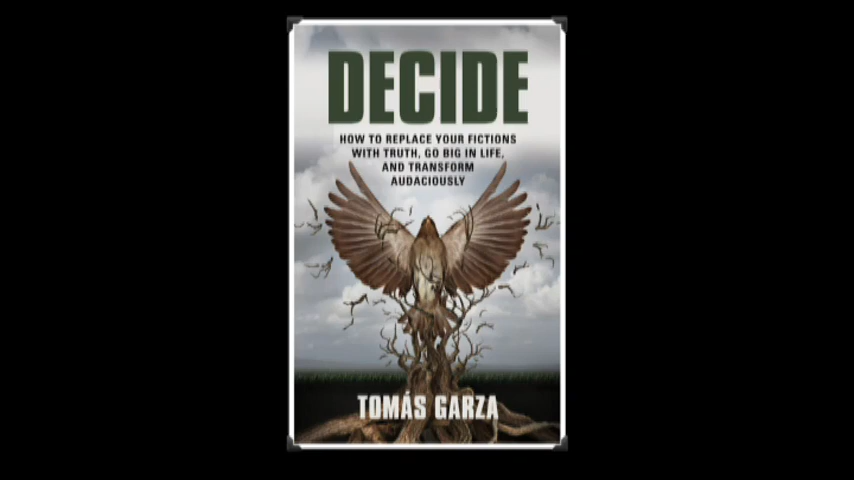 DECIDE
HOW TO REPLACE YOUR FICTIONS
WITH TRUTH, GO BIG IN LIFE,
AND TRANSFORM
AUDACIOUSLY
TOMÁS GARZA